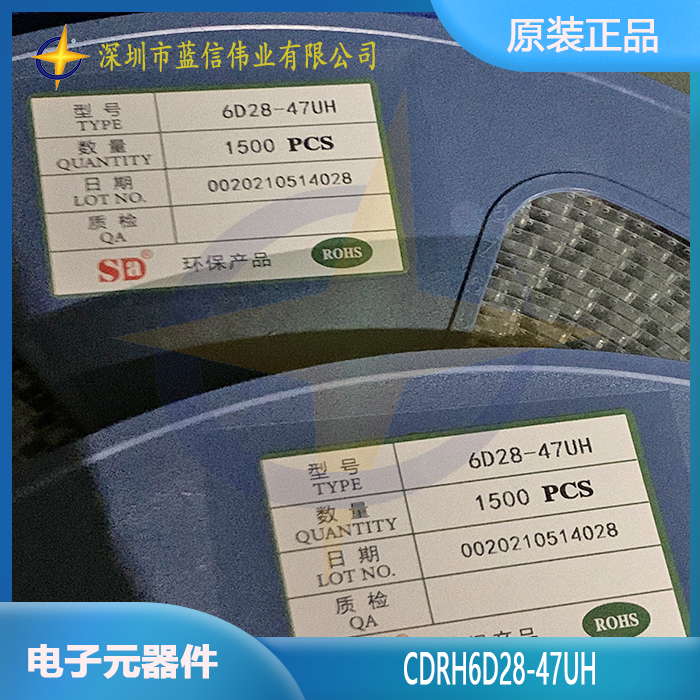 深圳市蓝信伟业有限公司
原装正品
型号 TYPE 6D28-47UH
数量 QUANTITY 1500 PCS
日期 LOT NO. 0020210514028
质检 QA
SDa 环保产品 ROHS
型号 TYPE 6D28-47UH
数量 QUANTITY 1500 PCS
日期 LOT NO. 0020210514028
质检 QA
ROHS
电子元器件
CDRH6D28-47UH